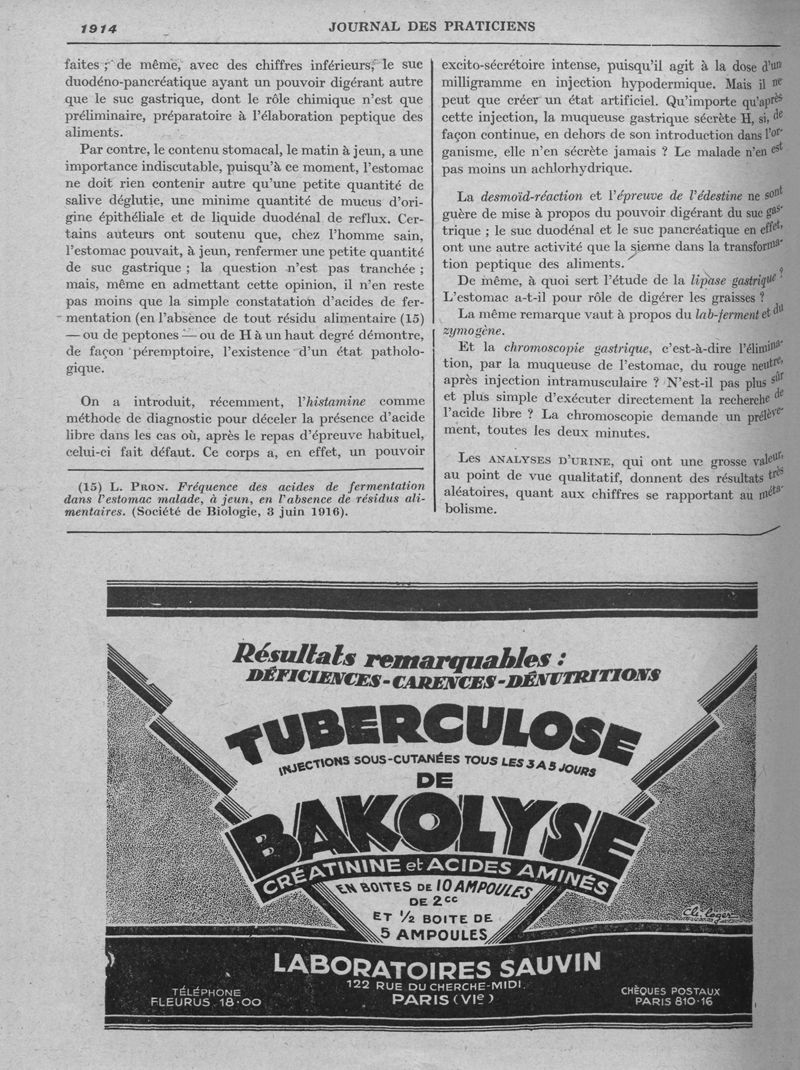 1914
JOURNAL DES PRATICIENS
faites ; de même, avec des chiffres inférieurs, le suc
duodéno-pancréatique ayant un pouvoir digérant autre
que le suc gastrique, dont le rôle chimique n'est que
préliminaire, préparatoire à l'élaboration peptique des
aliments.
Par contre, le contenu stomacal, le matin à jeun, a une
importance indiscutable, puisqu'à ce moment, l'estomac
ne doit rien contenir autre qu'une petite quantité de
salive déglutie, une minime quantité de mucus d'ori-
gine épithéliale et de liquide duodénal de reflux. Cer-
tains auteurs ont soutenu que, chez l'homme sain,
l'estomac pouvait, à jeun, renfermer une petite quantité
de suc gastrique ; la question n'est pas tranchée ;
mais, même en admettant cette opinion, il n'en reste
pas moins que la simple constatation d'acides de fer-
mentation (en l'absence de tout résidu alimentaire (15)
— ou de peptones — ou de H à un haut degré démontre,
de façon péremptoire, l'existence d'un état patholo-
gique.
On a introduit, récemment, l'histamine comme
méthode de diagnostic pour déceler la présence d'acide
libre dans les cas où, après le repas d'épreuve habituel,
celui-ci fait défaut. Ce corps a, en effet, un pouvoir
(15) L. PRON. Fréquence des acides de fermentation
dans l'estomac malade, à jeun, en l'absence de résidus ali-
mentaires. (Société de Biologie, 3 juin 1916).
excito-sécrétoire intense, puisqu'il agit à la dose d'un
milligramme en injection hypodermique. Mais il ne
peut que créer un état artificiel. Qu'importe qu'après
cette injection, la muqueuse gastrique sécrète H, si, de
façon continue, en dehors de son introduction dans l'or-
ganisme, elle n'en sécrète jamais ? Le malade n'en est
pas moins un achlorhydrique.
La desmoïd-réaction et l'épreuve de l'édestine ne sont
guère de mise à propos du pouvoir digérant du suc gas-
trique ; le suc duodénal et le suc pancréatique en effet,
ont une autre activité que la sienne dans la transforma-
tion peptique des aliments.
De même, à quoi sert l'étude de la lipase gastrique ?
L'estomac a-t-il pour rôle de digérer les graisses ?
La même remarque vaut à propos du lab-ferment et du
zymogène.
Et la chromoscopie gastrique, c'est-à-dire l'élimina-
tion, par la muqueuse de l'estomac, du rouge neutre,
après injection intramusculaire ? N'est-il pas plus sûr
et plus simple d'exécuter directement la recherche de
l'acide libre ? La chromoscopie demande un prélève-
ment, toutes les deux minutes.
LES ANALYSES D'URINE, qui ont une grosse valeur,
au point de vue qualitatif, donnent des résultats très
aléatoires, quant aux chiffres se rapportant au méta-
bolisme.
Résultats remarquables :
DÉFICIENCES - CARENCES - DÉNUTRITIONS
TUBERCULOSE
INJECTIONS SOUS-CUTANÉES TOUS LES 3 A 5 JOURS
DE
BAKOLYSE
CRÉATININE et ACIDES AMINÉS
EN BOITES DE 10 AMPOULES
DE 2cc
ET 1/2 BOITE DE
5 AMPOULES
Ch. Loger
LABORATOIRES SAUVIN
122 RUE DU CHERCHE-MIDI.
PARIS (VIe)
TÉLÉPHONE
FLEURUS. 18-00
CHÈQUES POSTAUX
PARIS 810-16